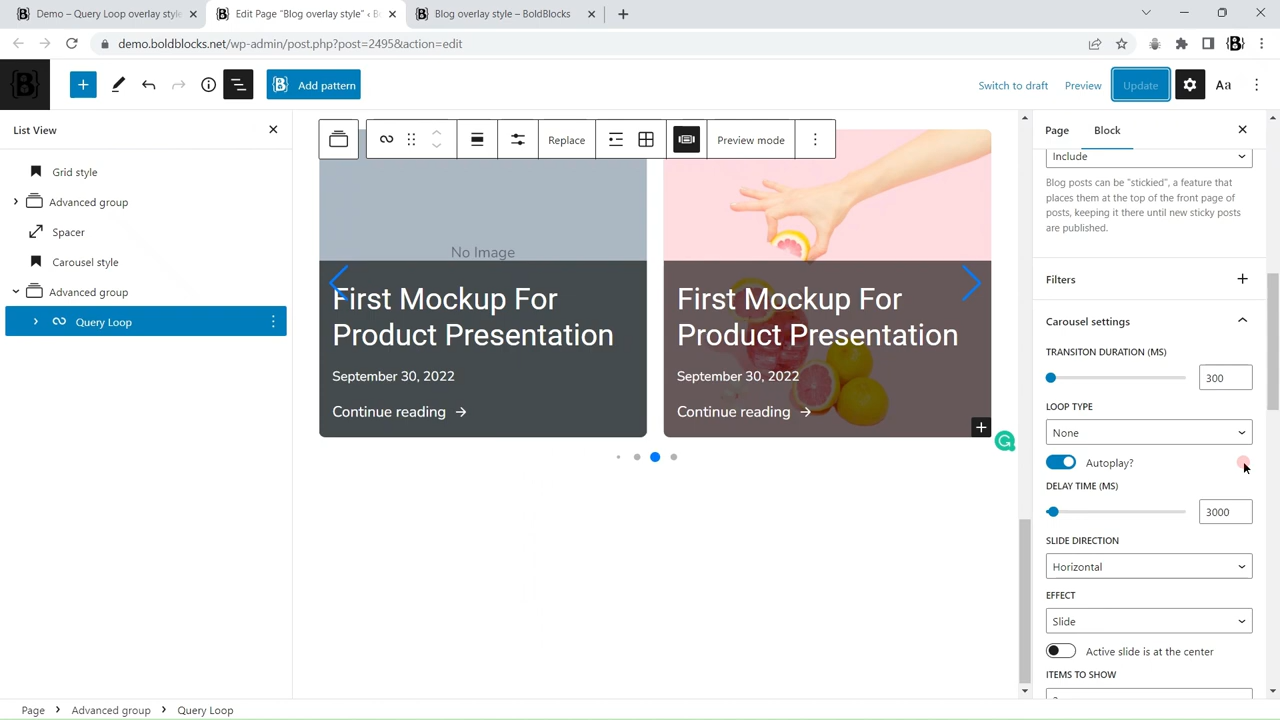 Demo – Query Loop overlay style
Edit Page "Blog overlay style" ‹ B
Blog overlay style – BoldBlocks
demo.boldblocks.net/wp-admin/post.php?post=2495&action=edit
Add pattern
Switch to draft
Preview
Update
Aa
List View
Grid style
Advanced group
Spacer
Carousel style
Advanced group
Query Loop
Replace
Preview mode
No Image
First Mockup For
Product Presentation
September 30, 2022
Continue reading
First Mockup For
Product Presentation
September 30, 2022
Continue reading
Page
Block
Include
Blog posts can be "stickied", a feature that
places them at the top of the front page of
posts, keeping it there until new sticky posts
are published.
Filters
Carousel settings
TRANSITON DURATION (MS)
300
LOOP TYPE
None
Autoplay?
DELAY TIME (MS)
3000
SLIDE DIRECTION
Horizontal
EFFECT
Slide
Active slide is at the center
ITEMS TO SHOW
Page > Advanced group > Query Loop